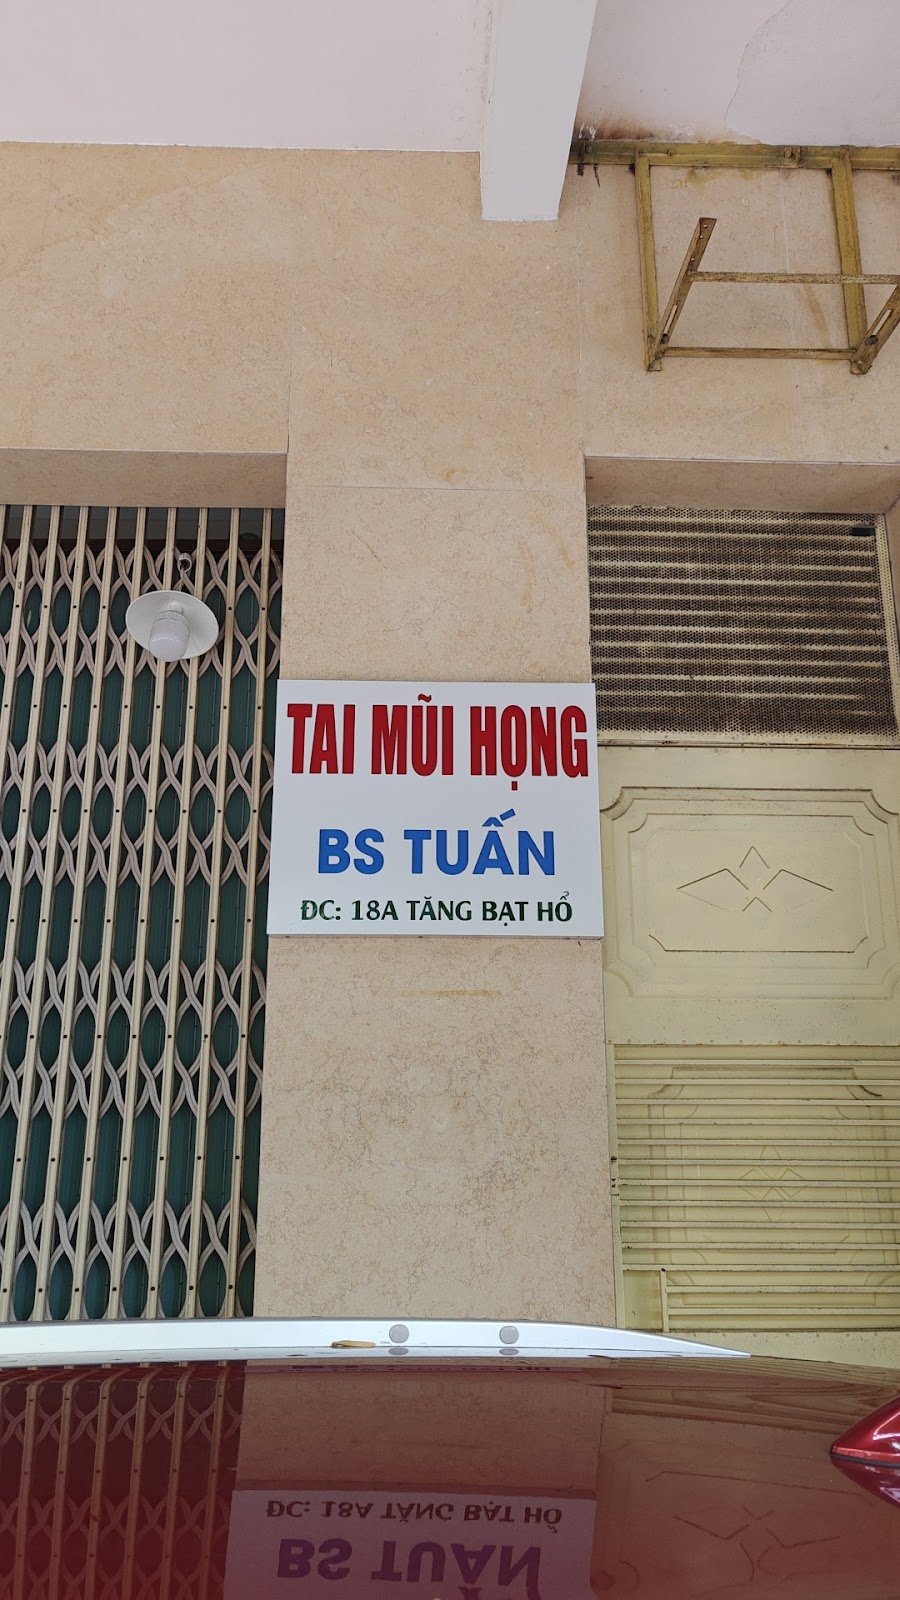 TAI MŨI HỌNG
BS TUẤN
ĐC: 18A TĂNG BẠT HỔ